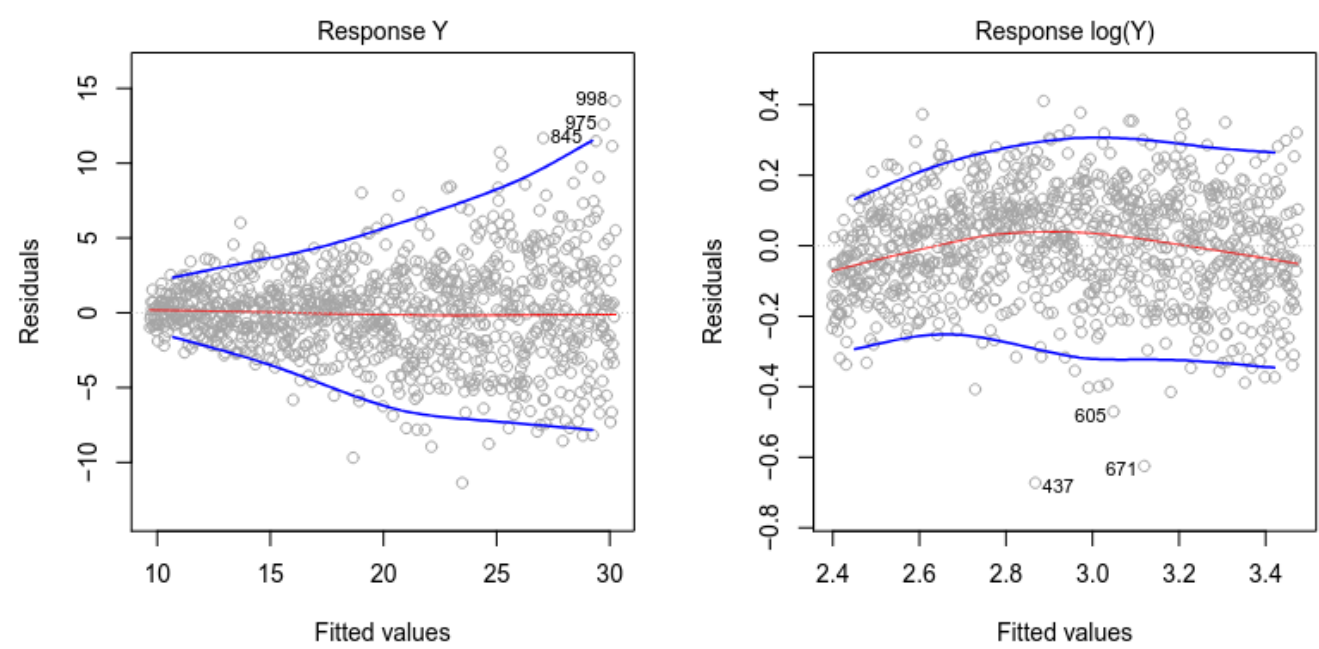 Response Y
Residuals
15
10
5
0
−5
−10
998
975
845
10 15 20 25 30
Fitted values
Response log(Y)
Residuals
0.4
0.2
0.0
−0.2
−0.4
−0.6
−0.8
605
671
437
2.4 2.6 2.8 3.0 3.2 3.4
Fitted values